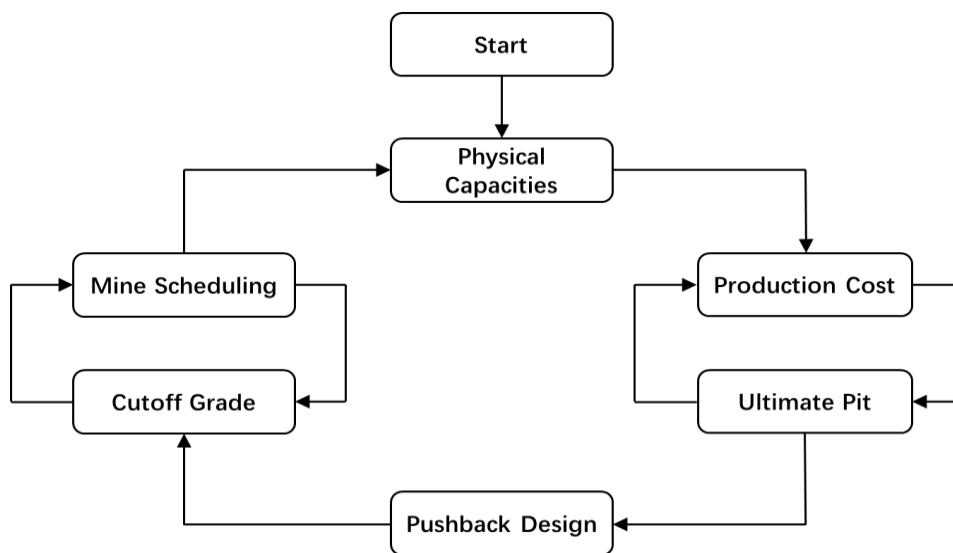 Start
Physical
Capacities
Mine Scheduling
Production Cost
Cutoff Grade
Ultimate Pit
Pushback Design